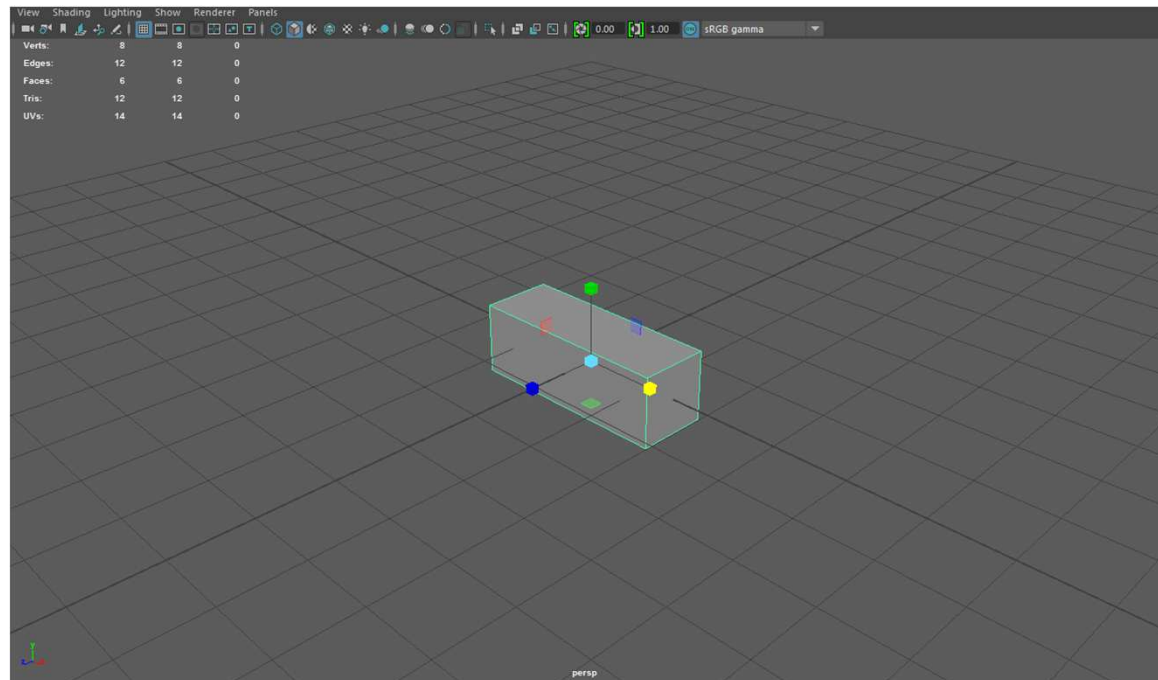 View Shading Lighting Show Renderer Panels
0.00 1.00 sRGB gamma
Verts: 8 8 0
Edges: 12 12 0
Faces: 6 6 0
Tris: 12 12 0
UVs: 14 14 0
y
persp